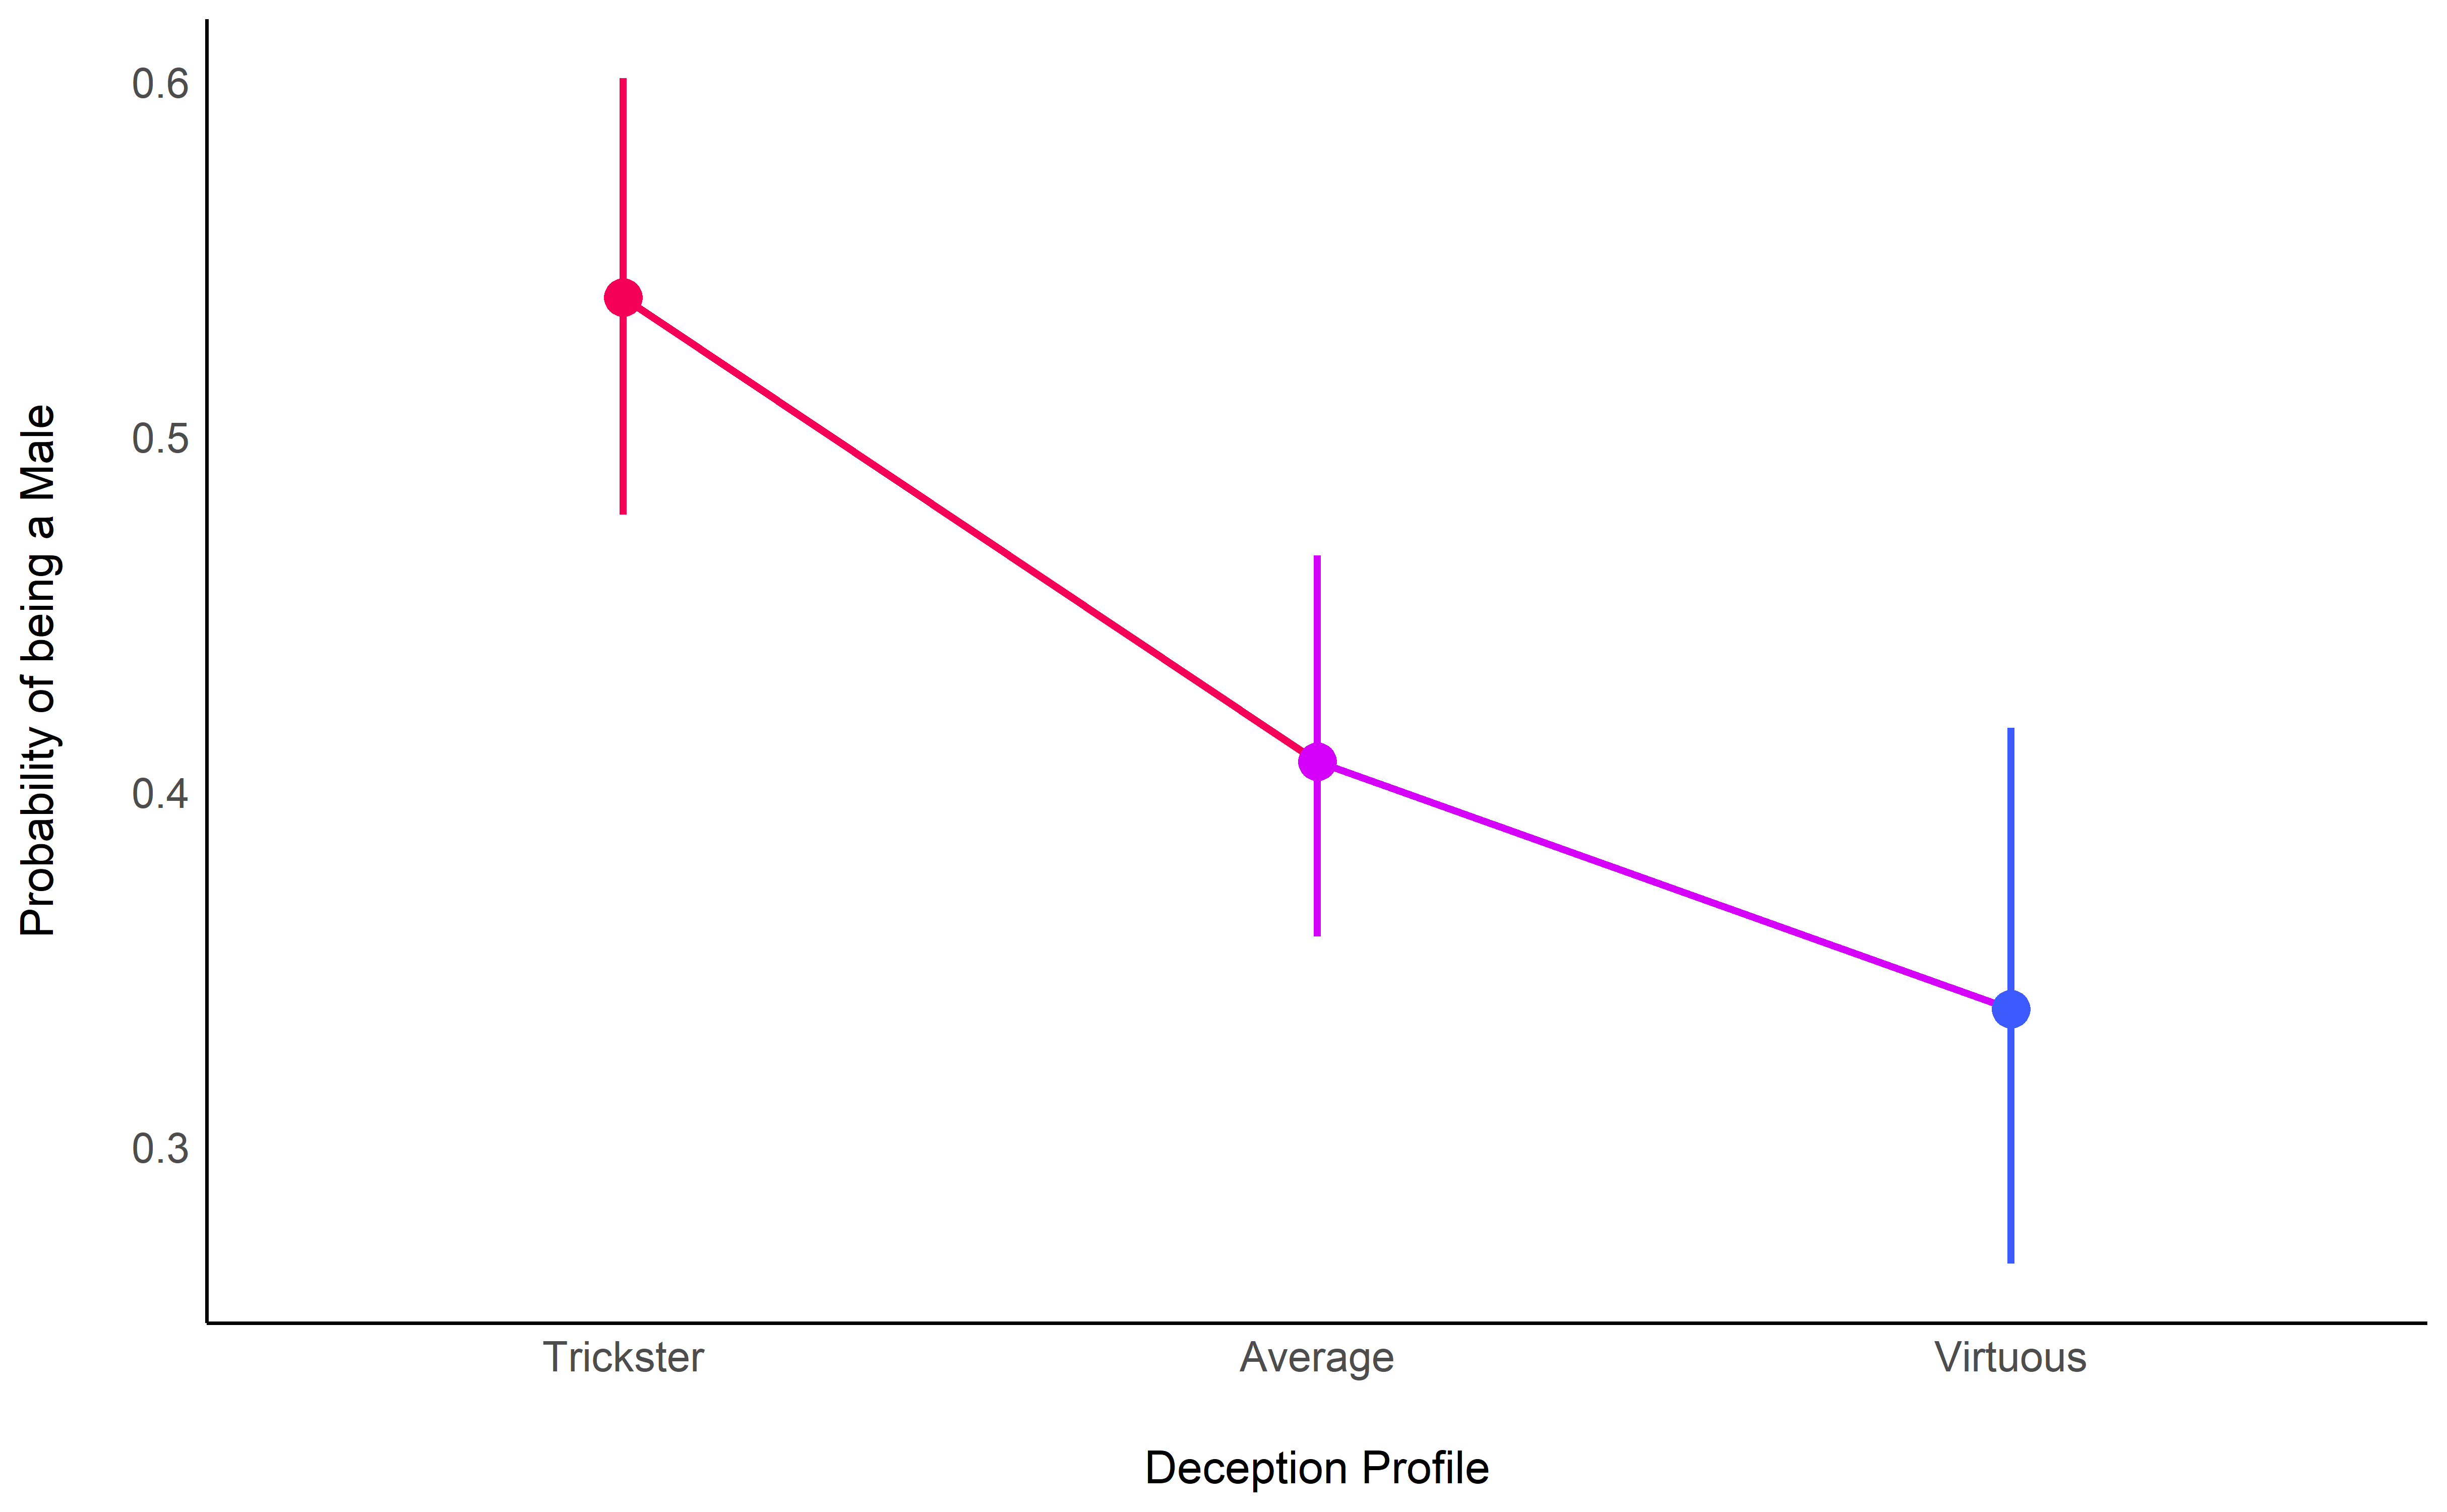 0.6
0.5
0.4
0.3
Probability of being a Male
Trickster
Average
Virtuous
Deception Profile